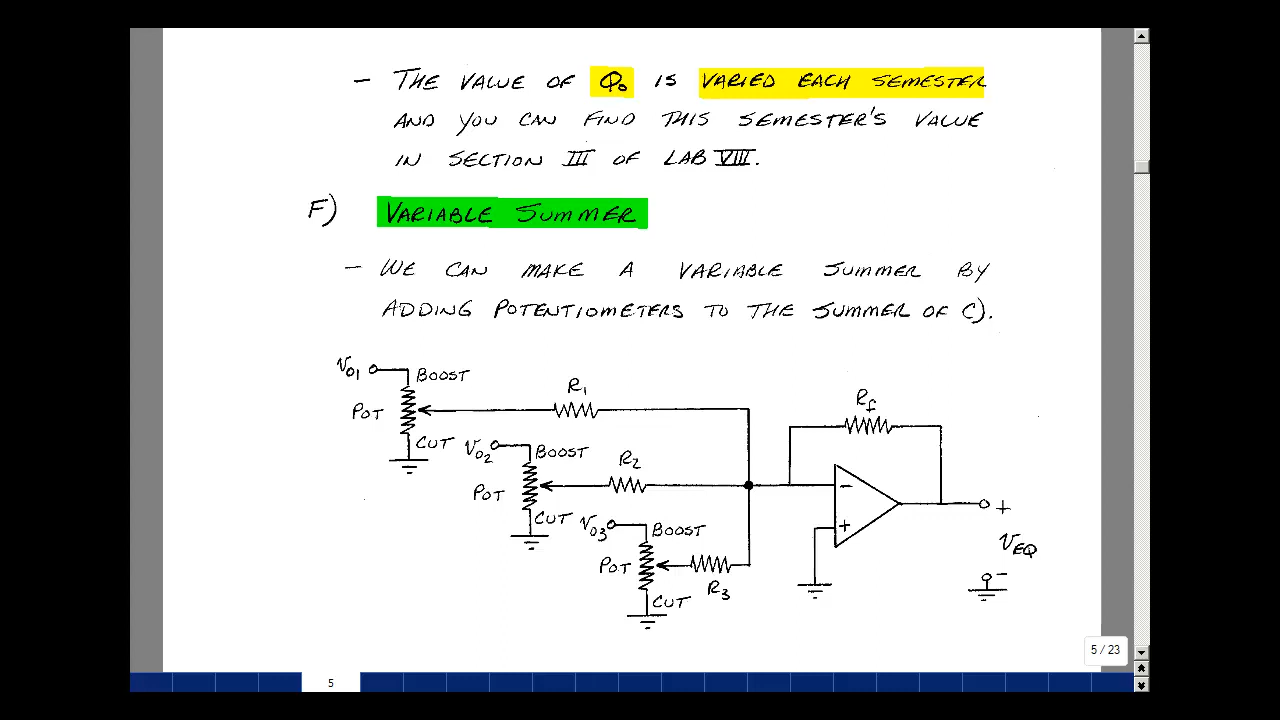 - THE VALUE OF Q₀ IS VARIED EACH SEMESTER
AND YOU CAN FIND THIS SEMESTER'S VALUE
IN SECTION III OF LAB VIII.
F) VARIABLE SUMMER
- WE CAN MAKE A VARIABLE SUMMER BY
ADDING POTENTIOMETERS TO THE SUMMER OF C).
V₀₁ BOOST
POT
CUT
R₁
V₀₂ BOOST
POT
CUT
R₂
V₀₃ BOOST
POT
CUT
R₃
Rf
−
+
+
VEQ
−
5 / 23
5